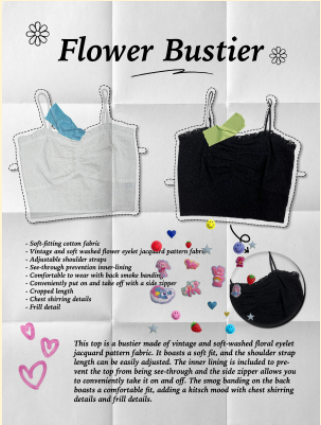 Flower Bustier
- Soft-fitting cotton fabric
- Vintage and soft washed flower eyelet jacquard pattern fabric
- Adjustable shoulder straps
- See-through prevention inner-lining
- Comfortable to wear with back smoke banding
- Conveniently put on and take off with a side zipper
- Cropped length
- Chest shirring details
- Frill detail
This top is a bustier made of vintage and soft-washed floral eyelet
jacquard pattern fabric. It boasts a soft fit, and the shoulder strap
length can be easily adjusted. The inner lining is included to pre-
vent the top from being see-through and the side zipper allows you
to conveniently take it on and off. The smog banding on the back
boasts a comfortable fit, adding a kitsch mood with chest shirring
details and frill details.